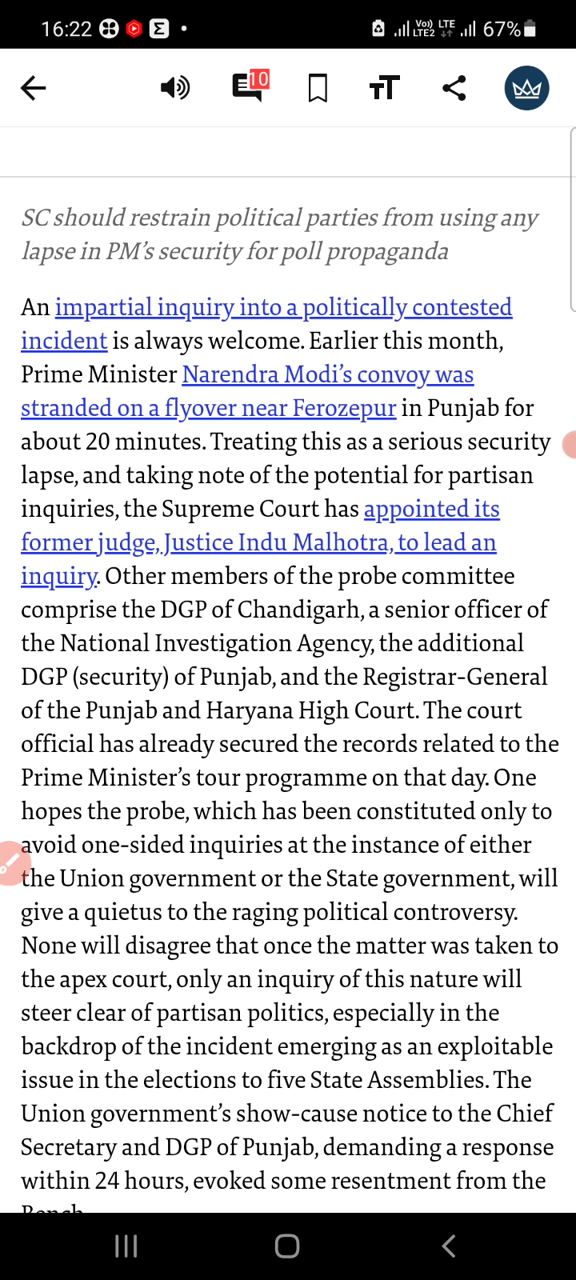 16:22
Vo) LTE
LTE2
67%
10
TT
SC should restrain political parties from using any
lapse in PM's security for poll propaganda
An impartial inquiry into a politically contested
incident is always welcome. Earlier this month,
Prime Minister Narendra Modi's convoy was
stranded on a flyover near Ferozepur in Punjab for
about 20 minutes. Treating this as a serious security
lapse, and taking note of the potential for partisan
inquiries, the Supreme Court has appointed its
former judge, Justice Indu Malhotra, to lead an
inquiry. Other members of the probe committee
comprise the DGP of Chandigarh, a senior officer of
the National Investigation Agency, the additional
DGP (security) of Punjab, and the Registrar-General
of the Punjab and Haryana High Court. The court
official has already secured the records related to the
Prime Minister's tour programme on that day. One
hopes the probe, which has been constituted only to
avoid one-sided inquiries at the instance of either
the Union government or the State government, will
give a quietus to the raging political controversy.
None will disagree that once the matter was taken to
the apex court, only an inquiry of this nature will
steer clear of partisan politics, especially in the
backdrop of the incident emerging as an exploitable
issue in the elections to five State Assemblies. The
Union government's show-cause notice to the Chief
Secretary and DGP of Punjab, demanding a response
within 24 hours, evoked some resentment from the
Bench